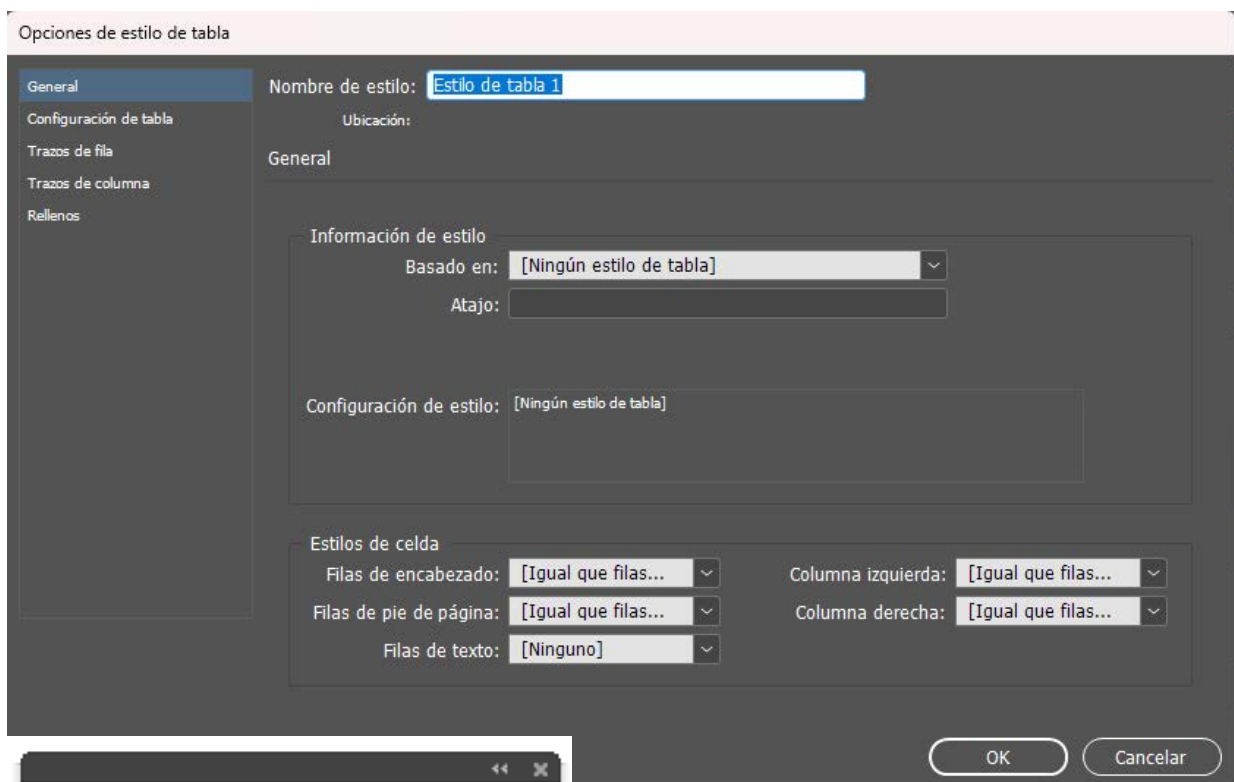 Opciones de estilo de tabla
General
Configuración de tabla
Trazos de fila
Trazos de columna
Rellenos
Nombre de estilo: Estilo de tabla 1
Ubicación:
General
Información de estilo
Basado en: [Ningún estilo de tabla]
Atajo:
Configuración de estilo: [Ningún estilo de tabla]
Estilos de celda
Filas de encabezado: [Igual que filas... Columna izquierda: [Igual que filas...
Filas de pie de página: [Igual que filas... Columna derecha: [Igual que filas...
Filas de texto: [Ninguno]
OK Cancelar